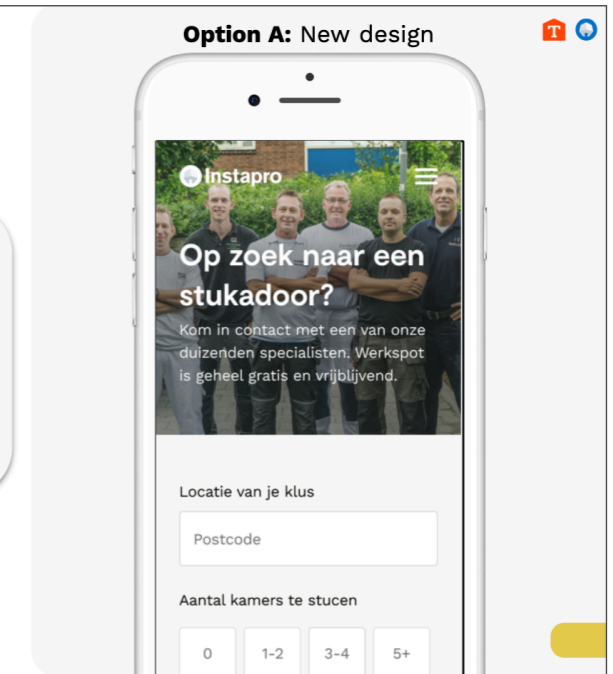 Option A: New design
T
Instapro
Op zoek naar een
stukadoor?
Kom in contact met een van onze
duizenden specialisten. Werkspot
is geheel gratis en vrijblijvend.
Locatie van je klus
Postcode
Aantal kamers te stucen
0 1-2 3-4 5+